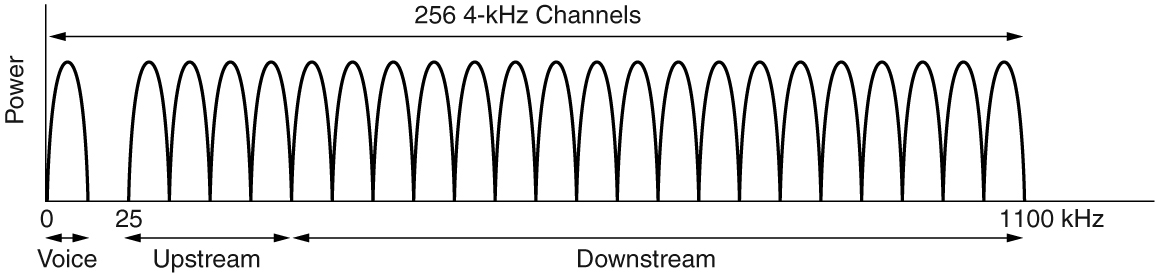 256 4-kHz Channels
Power
0 25 1100 kHz
Voice Upstream Downstream